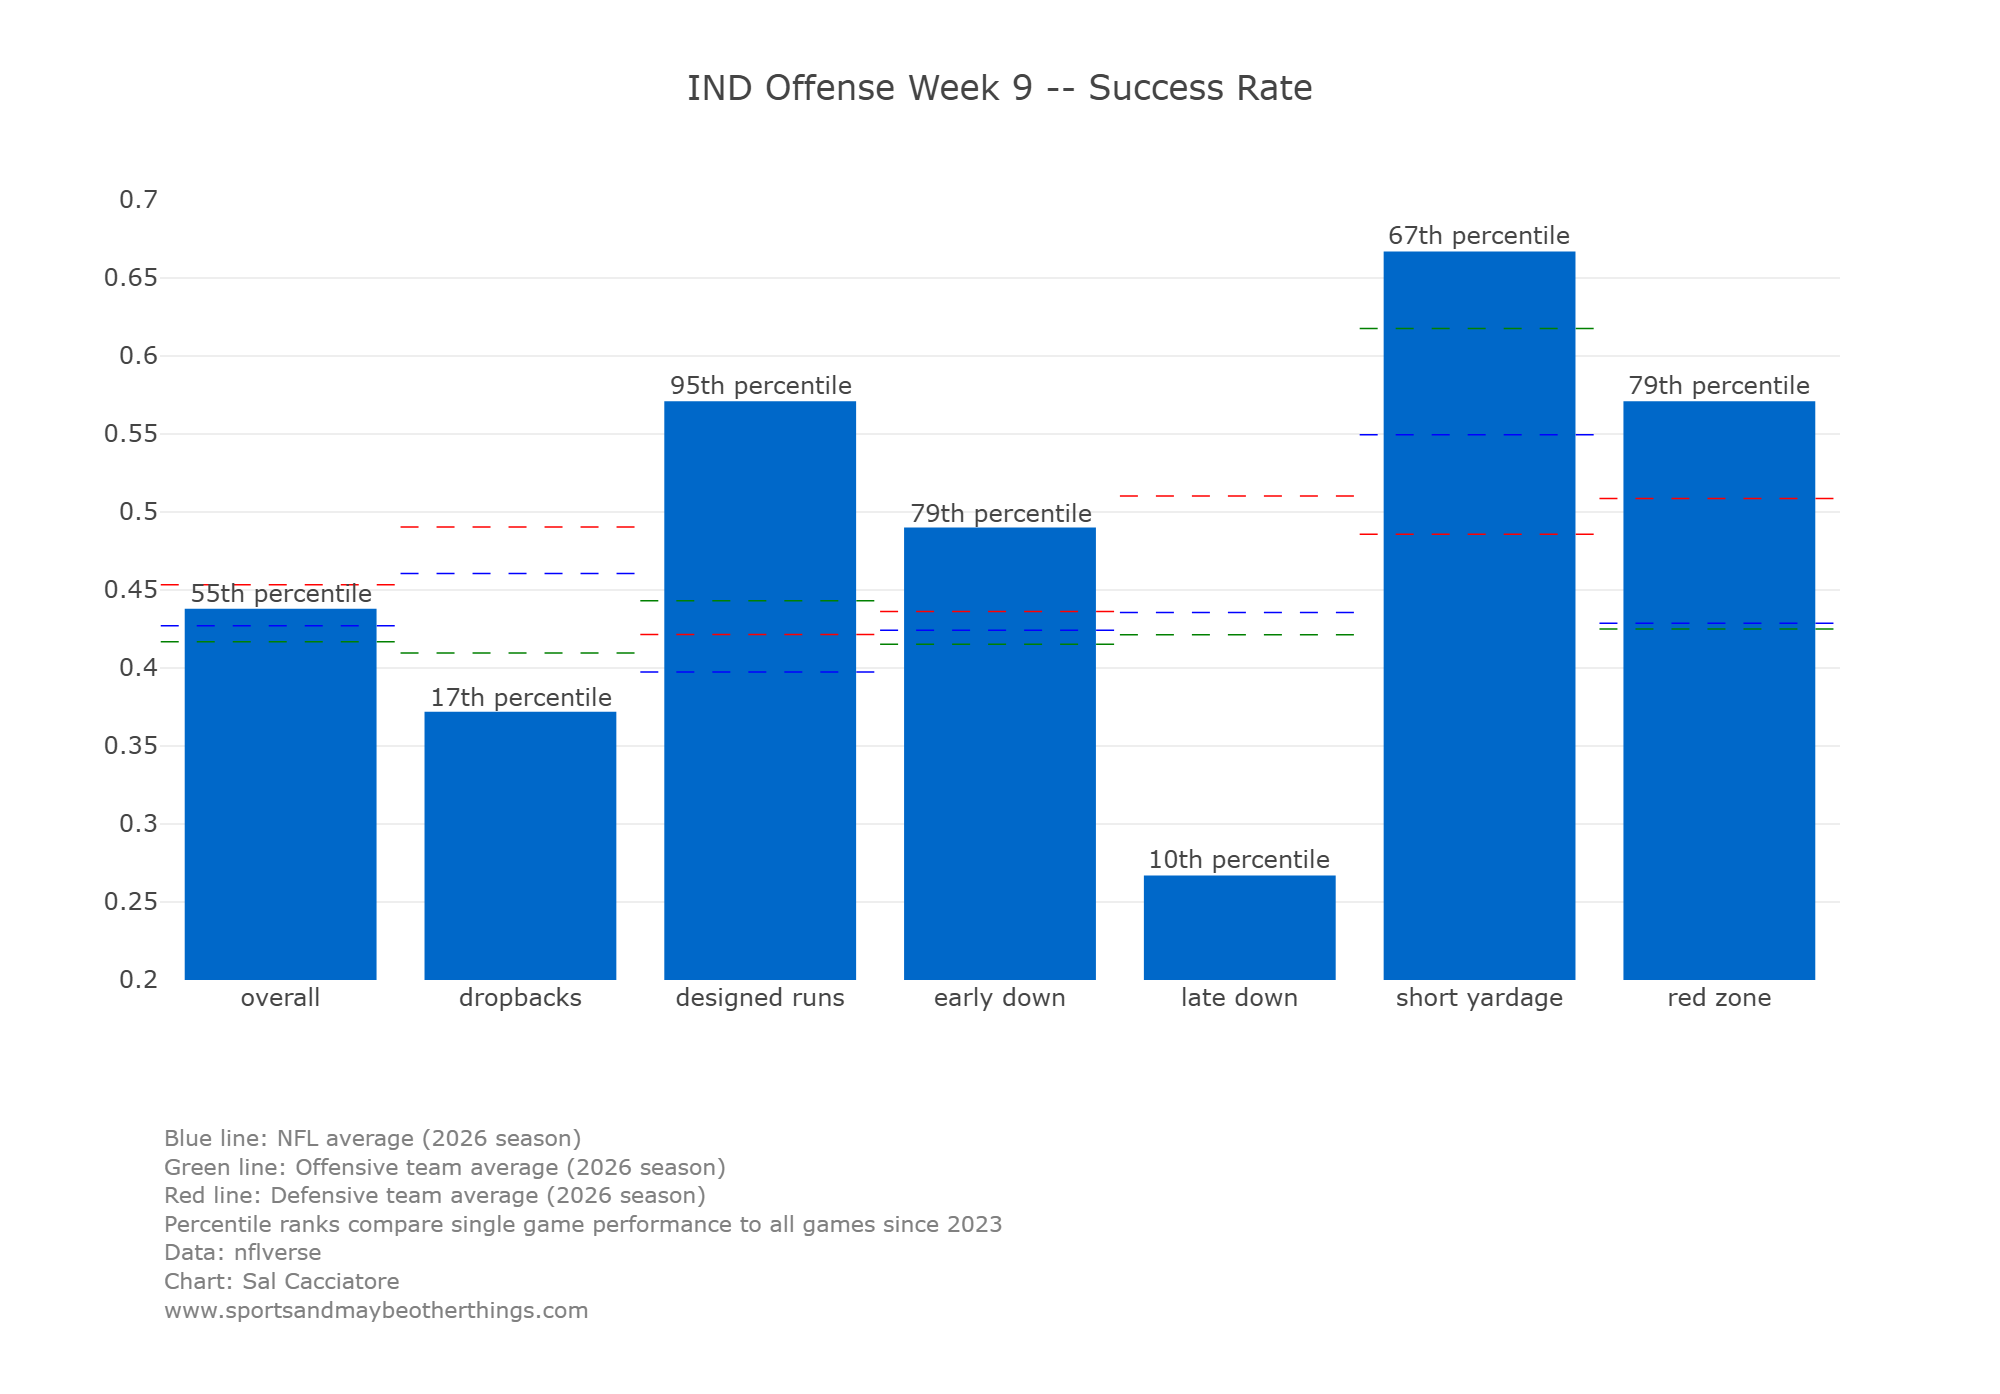 IND Offense Week 9 -- Success Rate
0.7
0.65
0.6
0.55
0.5
0.45
0.4
0.35
0.3
0.25
0.2
55th percentile
17th percentile
95th percentile
79th percentile
10th percentile
67th percentile
79th percentile
overall
dropbacks
designed runs
early down
late down
short yardage
red zone
Blue line: NFL average (2026 season)
Green line: Offensive team average (2026 season)
Red line: Defensive team average (2026 season)
Percentile ranks compare single game performance to all games since 2023
Data: nflverse
Chart: Sal Cacciatore
www.sportsandmaybeotherthings.com